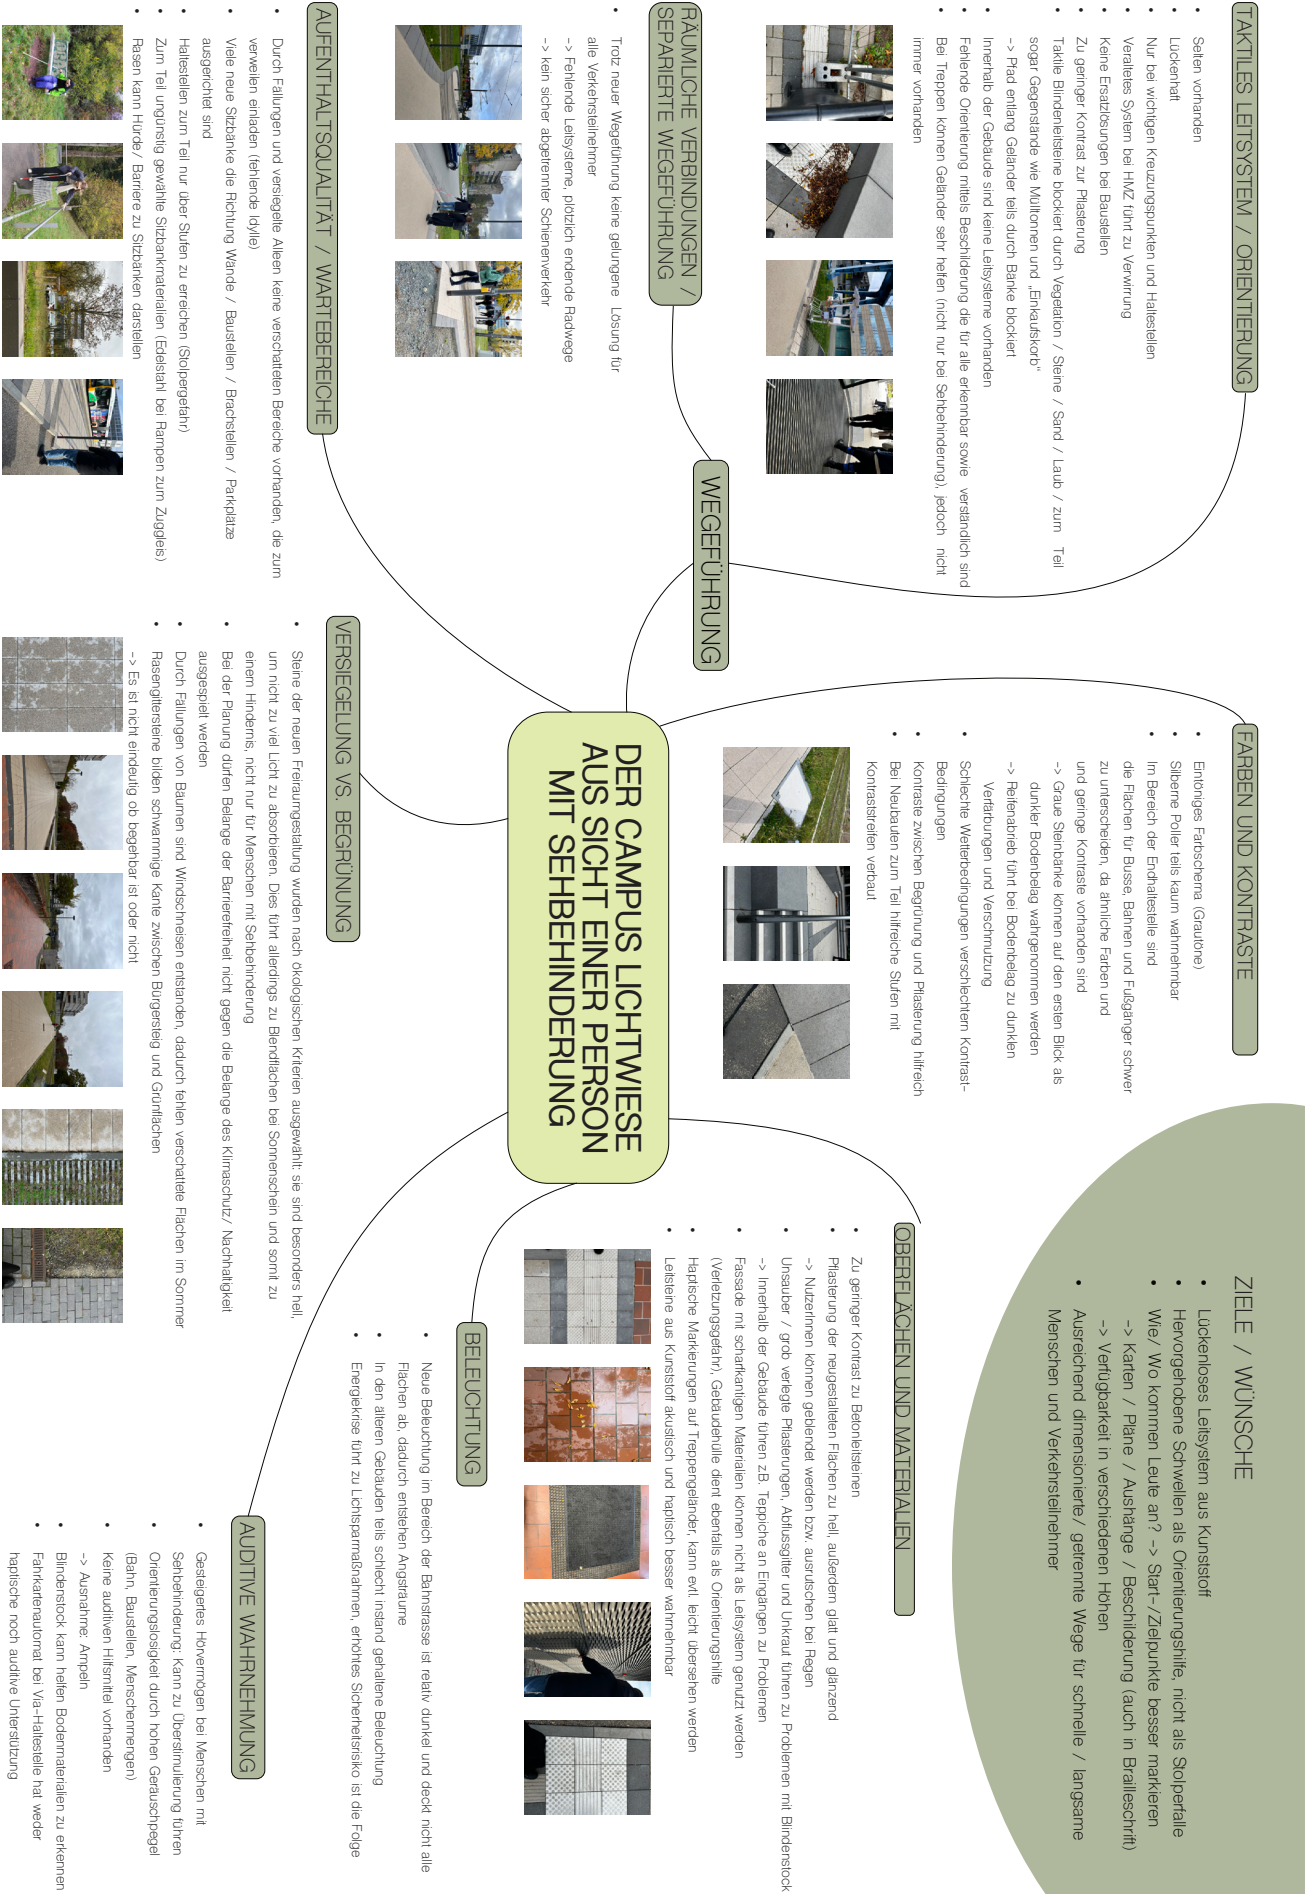 TAKTILES LEITSYSTEM / ORIENTIERUNG
• Selten vorhanden
• Lückenhaft
• Nur bei wichtigen Kreuzungspunkten und Haltestellen
• Veraltetes System bei HMZ führt zu Verwirrung
• Keine Ersatzlösungen bei Baustellen
• Zu geringer Kontrast zur Pflasterung
• Taktile Blindenleitsteine blockiert durch Vegetation / Steine / Sand / Laub / zum Teil
sogar Gegenstände wie Mülltonnen und „Einkaufskorb“
-> Pfad entlang Geländer teils durch Bänke blockiert
• Innerhalb der Gebäude sind keine Leitsysteme vorhanden
• Fehlende Orientierung mittels Beschilderung die für alle erkennbar sowie verständlich sind
• Bei Treppen können Geländer sehr helfen (nicht nur bei Sehbehinderung), jedoch nicht
immer vorhanden
RÄUMLICHE VERBINDUNGEN /
SEPARIERTE WEGEFÜHRUNG
• Trotz neuer Wegeführung keine gelungene Lösung für
alle Verkehrsteilnehmer
-> Fehlende Leitsysteme, plötzlich endende Radwege
-> kein sicher abgetrennter Schienenverkehr
WEGEFÜHRUNG
AUFENTHALTSQUALITÄT / WARTEBEREICHE
• Durch Fällungen und versiegelte Alleen keine verschatteten Bereiche vorhanden, die zum
verweilen einladen (fehlende Idylle)
• Viele neue Sitzbänke die Richtung Wände / Baustellen / Brachstellen / Parkplätze
ausgerichtet sind
• Haltestellen zum Teil nur über Stufen zu erreichen (Stolpergefahr)
• Zum Teil ungünstig gewählte Sitzbankmaterialien (Edelstahl bei Rampen zum Zuggleis)
• Rasen kann Hürde/ Barriere zu Sitzbänken darstellen
FARBEN UND KONTRASTE
• Eintöniges Farbschema (Grautöne)
• Silberne Poller teils kaum wahrnehmbar
• Im Bereich der Endhaltestelle sind
die Flächen für Busse, Bahnen und Fußgänger schwer
zu unterscheiden, da ähnliche Farben und
und geringe Kontraste vorhanden sind
-> Graue Steinbänke können auf den ersten Blick als
dunkler Bodenbelag wahrgenommen werden
-> Reifenabrieb führt bei Bodenbelag zu dunklen
Verfärbungen und Verschmutzung
• Schlechte Wetterbedingungen verschlechtern Kontrast-
Bedingungen
• Kontraste zwischen Begrünung und Pflasterung hilfreich
• Bei Neubauten zum Teil hilfreiche Stufen mit
Kontraststreifen verbaut
DER CAMPUS LICHTWIESE
AUS SICHT EINER PERSON
MIT SEHBEHINDERUNG
VERSIEGELUNG VS. BEGRÜNUNG
• Steine der neuen Freiraumgestaltung wurden nach ökologischen Kriterien ausgewählt: sie sind besonders hell,
um nicht zu viel Licht zu absorbieren. Dies führt allerdings zu Blendflächen bei Sonnenschein und somit zu
einem Hindernis, nicht nur für Menschen mit Sehbehinderung
• Bei der Planung dürfen Belange der Barrierefreiheit nicht gegen die Belange des Klimaschutz/ Nachhaltigkeit
ausgespielt werden
• Durch Fällungen von Bäumen sind Windschneisen entstanden, dadurch fehlen verschattete Flächen im Sommer
• Rasengittersteine bilden schwammige Kante zwischen Bürgersteig und Grünflächen
-> Es ist nicht eindeutig ob begehbar ist oder nicht
ZIELE / WÜNSCHE
• Lückenloses Leitsystem aus Kunststoff
• Hervorgehobene Schwellen als Orientierungshilfe, nicht als Stolperfalle
• Wie/ Wo kommen Leute an? -> Start-/Zielpunkte besser markieren
-> Karten / Pläne / Aushänge / Beschilderung (auch in Brailleschrift)
-> Verfügbarkeit in verschiedenen Höhen
• Ausreichend dimensionierte/ getrennte Wege für schnelle / langsame
Menschen und Verkehrsteilnehmer
OBERFLÄCHEN UND MATERIALIEN
• Zu geringer Kontrast zu Betonleitsteinen
• Pflasterung der neugestalteten Flächen zu hell, außerdem glatt und glänzend
-> NutzerInnen können geblendet werden bzw. ausrutschen bei Regen
• Unsauber / grob verlegte Pflasterungen, Abflussgitter und Unkraut führen zu Problemen mit Blindenstock
-> Innerhalb der Gebäude führen z.B. Teppiche an Eingängen zu Problemen
• Fassade mit scharfkantigen Materialien können nicht als Leitsystem genutzt werden
(Verletzungsgefahr), Gebäudehülle dient ebenfalls als Orientierungshilfe
• Haptische Markierungen auf Treppengeländer, kann evtl. leicht übersehen werden
• Leitsteine aus Kunststoff akustisch und haptisch besser wahrnehmbar
BELEUCHTUNG
• Neue Beleuchtung im Bereich der Bahnstrasse ist relativ dunkel und deckt nicht alle
Flächen ab, dadurch entstehen Angsträume
• In den älteren Gebäuden teils schlecht instand gehaltene Beleuchtung
• Energiekrise führt zu Lichtsparmaßnahmen, erhöhtes Sicherheitsrisiko ist die Folge
AUDITIVE WAHRNEHMUNG
• Gesteigertes Hörvermögen bei Menschen mit
Sehbehinderung: Kann zu Überstimulierung führen
• Orientierungslosigkeit durch hohen Geräuschpegel
(Bahn, Baustellen, Menschenmengen)
• Keine auditiven Hilfsmittel vorhanden
-> Ausnahme: Ampeln
• Blindenstock kann helfen Bodenmaterialien zu erkennen
• Fahrkartenautomat bei Via-Haltestelle hat weder
haptische noch auditive Unterstützung